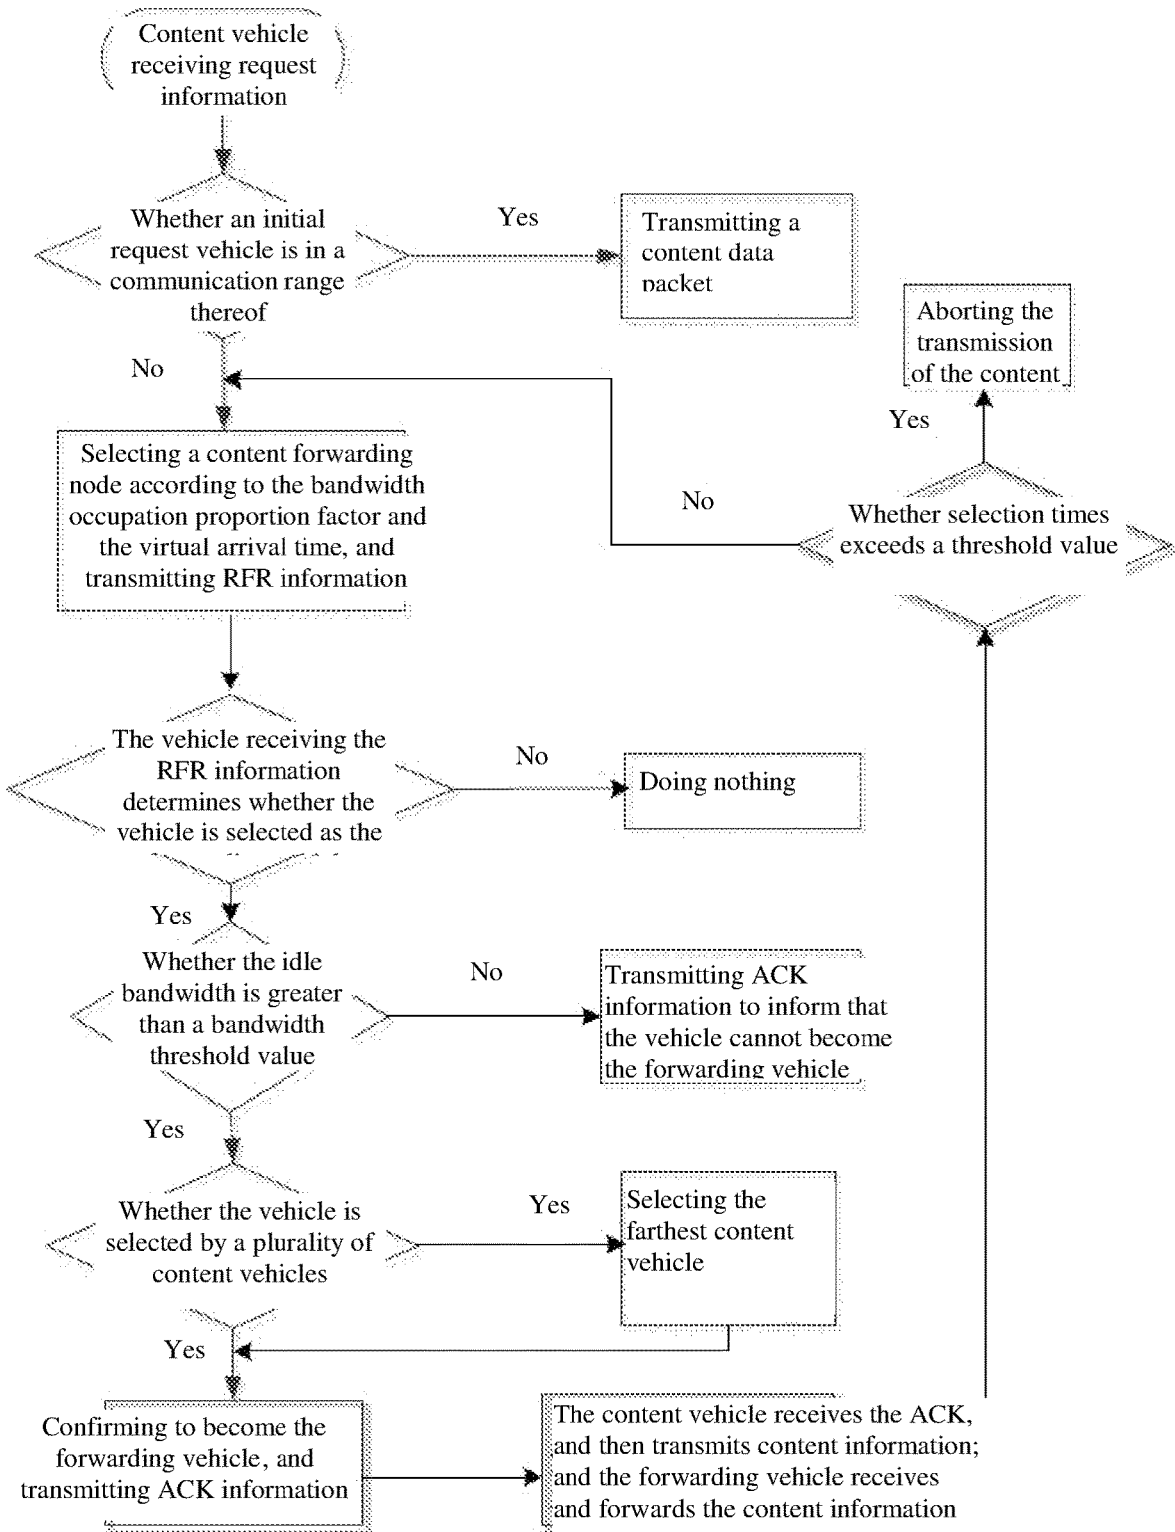 Content vehicle
receiving request
information
Whether an initial
request vehicle is in a
communication range
thereof
Yes
Transmitting a
content data
packet
No
Aborting the
transmission
of the content
Yes
Selecting a content forwarding
node according to the bandwidth
occupation proportion factor and
the virtual arrival time, and
transmitting RFR information
No
Whether selection times
exceeds a threshold value
The vehicle receiving the
RFR information
determines whether the
vehicle is selected as the
No
Doing nothing
Yes
Whether the idle
bandwidth is greater
than a bandwidth
threshold value
No
Transmitting ACK
information to inform that
the vehicle cannot become
the forwarding vehicle
Yes
Whether the vehicle is
selected by a plurality of
content vehicles
Yes
Selecting the
farthest content
vehicle
Yes
Confirming to become the
forwarding vehicle, and
transmitting ACK information
The content vehicle receives the ACK,
and then transmits content information;
and the forwarding vehicle receives
and forwards the content information